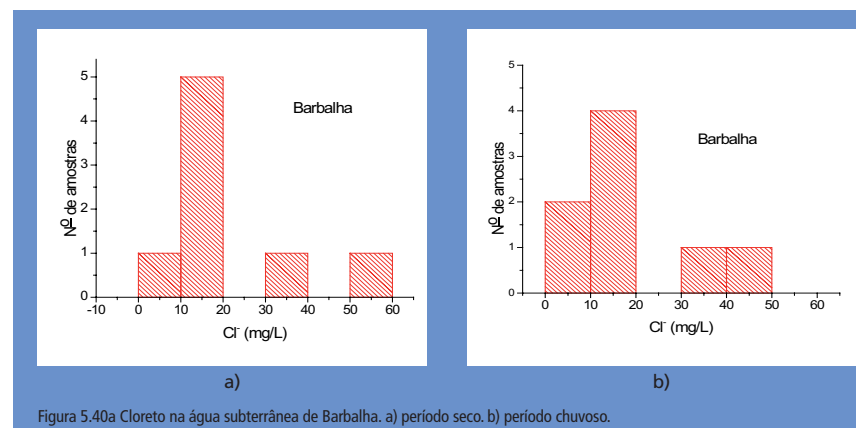 5
4
3
2
1
0
Nº de amostras
Barbalha
-10 0 10 20 30 40 50 60
Cl⁻ (mg/L)
a)
5
4
3
2
1
0
Nº de amostras
Barbalha
0 10 20 30 40 50 60
Cl⁻ (mg/L)
b)
Figura 5.40a Cloreto na água subterrânea de Barbalha. a) período seco. b) período chuvoso.